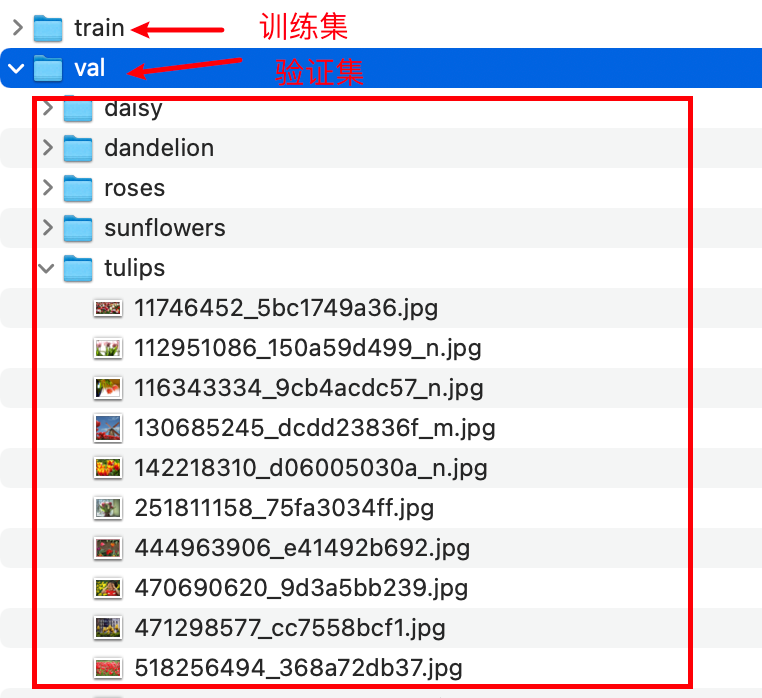 train 训练集
val 验证集
daisy
dandelion
roses
sunflowers
tulips
11746452_5bc1749a36.jpg
112951086_150a59d499_n.jpg
116343334_9cb4acdc57_n.jpg
130685245_dcdd23836f_m.jpg
142218310_d06005030a_n.jpg
251811158_75fa3034ff.jpg
444963906_e41492b692.jpg
470690620_9d3a5bb239.jpg
471298577_cc7558bcf1.jpg
518256494_368a72db37.jpg